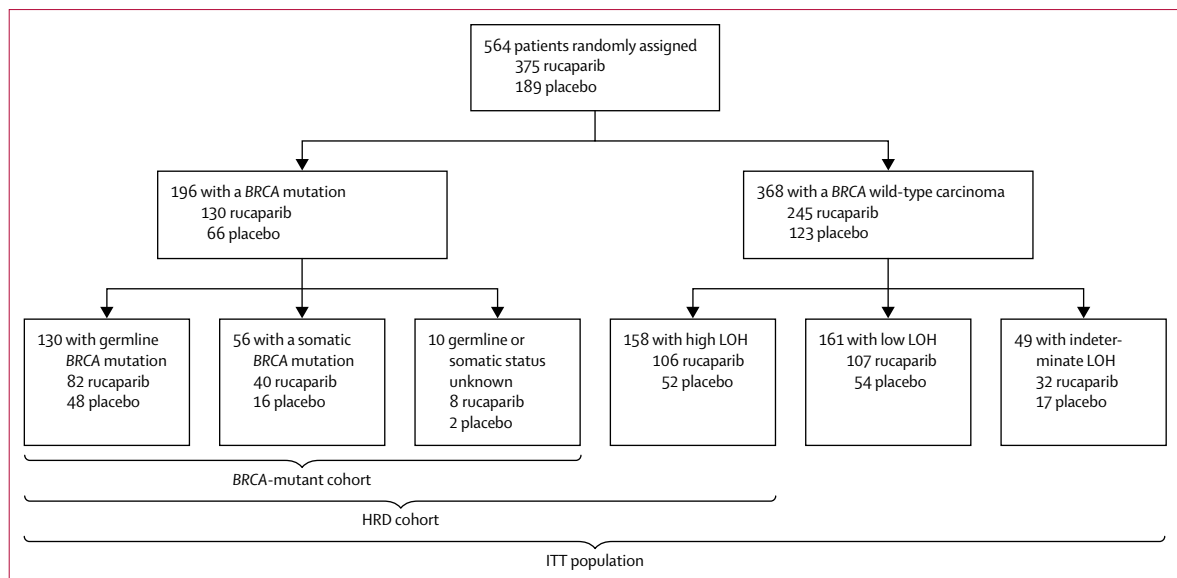 564 patients randomly assigned
375 rucaparib
189 placebo
196 with a BRCA mutation
130 rucaparib
66 placebo
368 with a BRCA wild-type carcinoma
245 rucaparib
123 placebo
130 with germline
BRCA mutation
82 rucaparib
48 placebo
56 with a somatic
BRCA mutation
40 rucaparib
16 placebo
10 germline or
somatic status
unknown
8 rucaparib
2 placebo
158 with high LOH
106 rucaparib
52 placebo
161 with low LOH
107 rucaparib
54 placebo
49 with indeter-
minate LOH
32 rucaparib
17 placebo
BRCA-mutant cohort
HRD cohort
ITT population